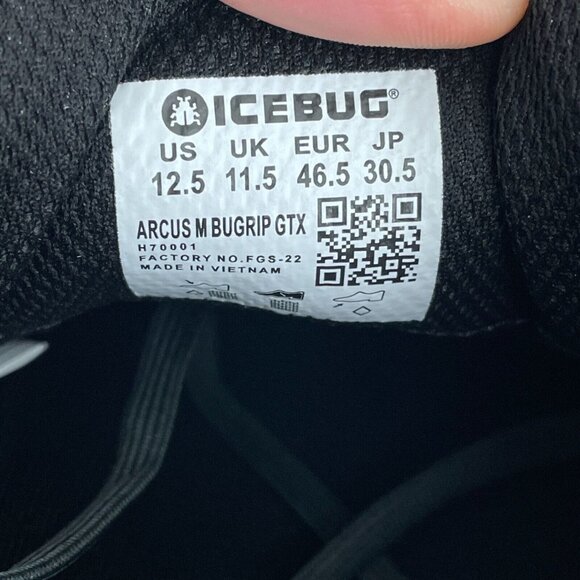 ICEBUG®
US UK EUR JP
12.5 11.5 46.5 30.5
ARCUS M BUGRIP GTX
H70001
FACTORY NO.FGS-22
MADE IN VIETNAM